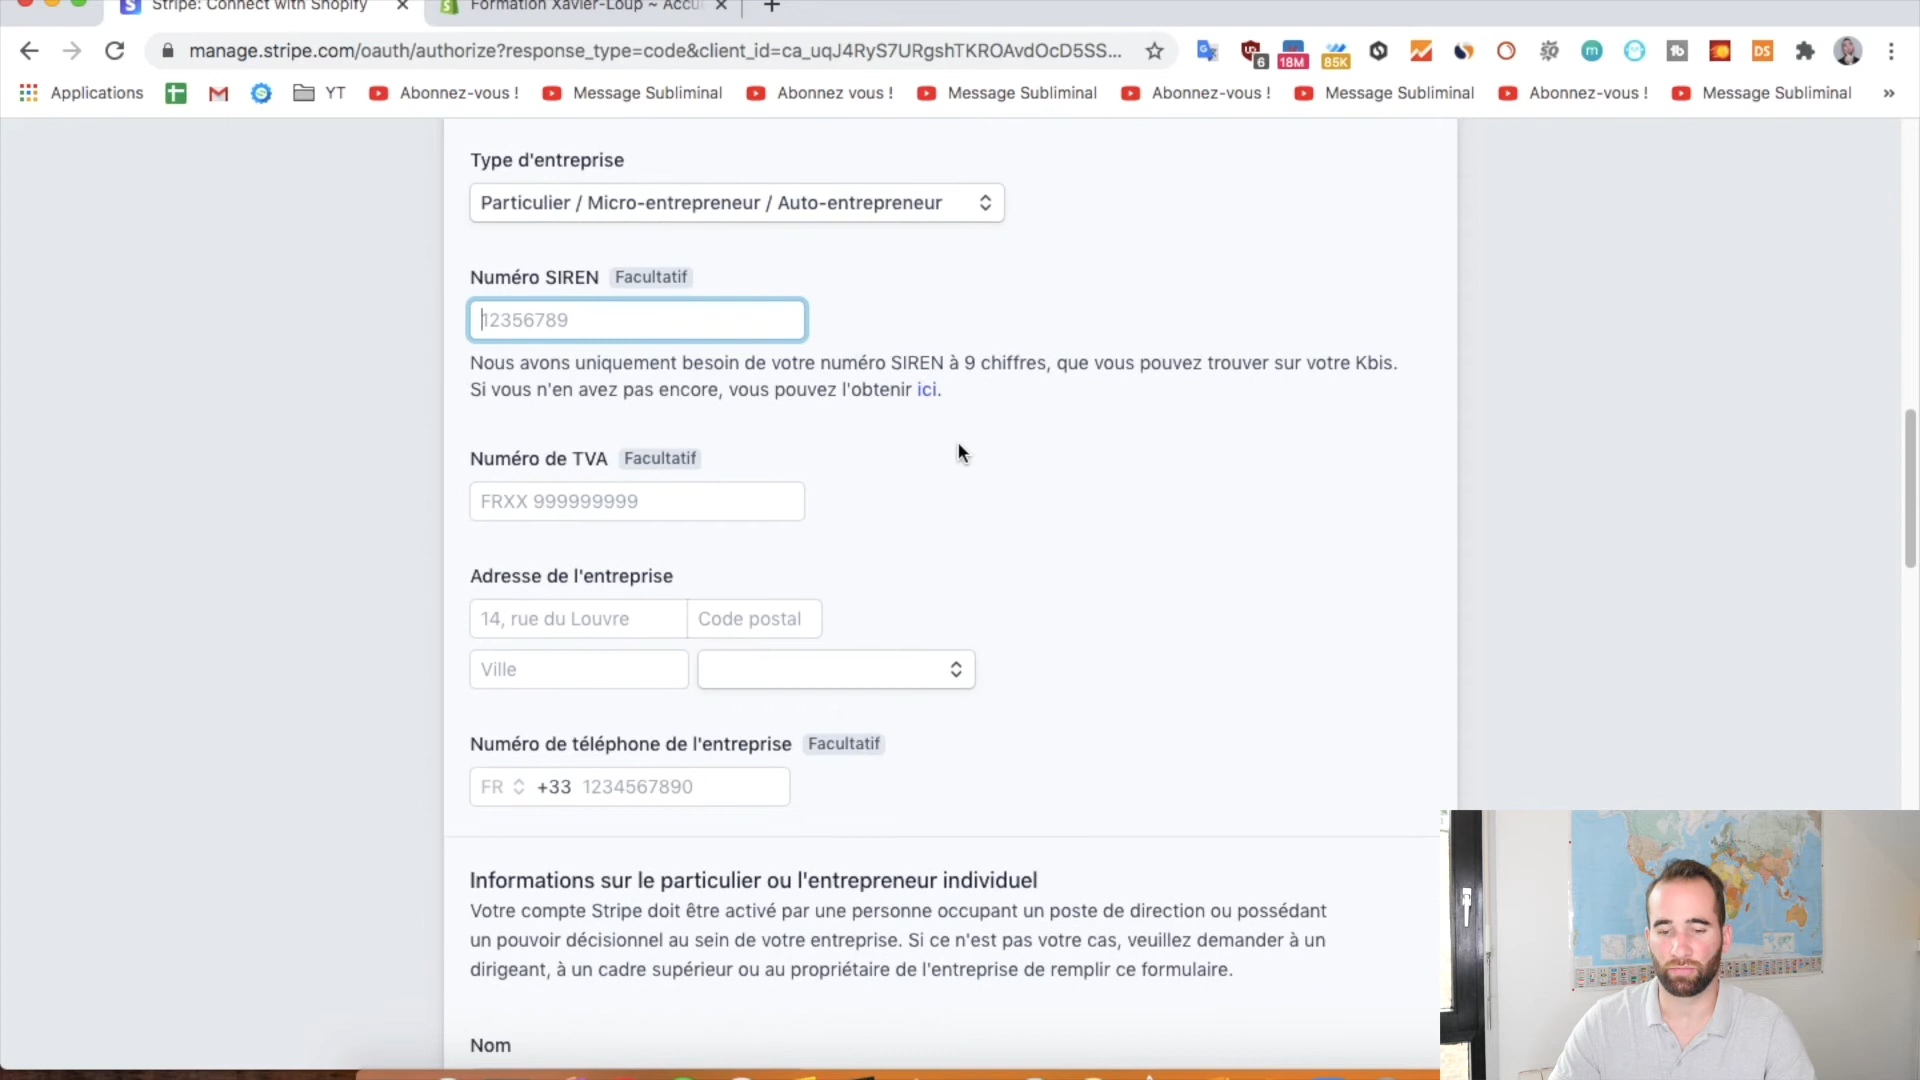 Stripe: Connect with Shopify
Formation Xavier-Loup ~ Accu
manage.stripe.com/oauth/authorize?response_type=code&client_id=ca_uqJ4RyS7URgshTKROAvdOcD5SS...
6
18M
85K
m
tb
DS
Applications
YT
Abonnez-vous !
Message Subliminal
Abonnez vous !
Message Subliminal
Abonnez-vous !
Message Subliminal
Abonnez-vous !
Message Subliminal
»
Type d'entreprise
Particulier / Micro-entrepreneur / Auto-entrepreneur
Numéro SIREN Facultatif
12356789
Nous avons uniquement besoin de votre numéro SIREN à 9 chiffres, que vous pouvez trouver sur votre Kbis.
Si vous n'en avez pas encore, vous pouvez l'obtenir ici.
Numéro de TVA Facultatif
FRXX 999999999
Adresse de l'entreprise
14, rue du Louvre
Code postal
Ville
Numéro de téléphone de l'entreprise Facultatif
FR +33 1234567890
Informations sur le particulier ou l'entrepreneur individuel
Votre compte Stripe doit être activé par une personne occupant un poste de direction ou possédant
un pouvoir décisionnel au sein de votre entreprise. Si ce n'est pas votre cas, veuillez demander à un
dirigeant, à un cadre supérieur ou au propriétaire de l'entreprise de remplir ce formulaire.
Nom